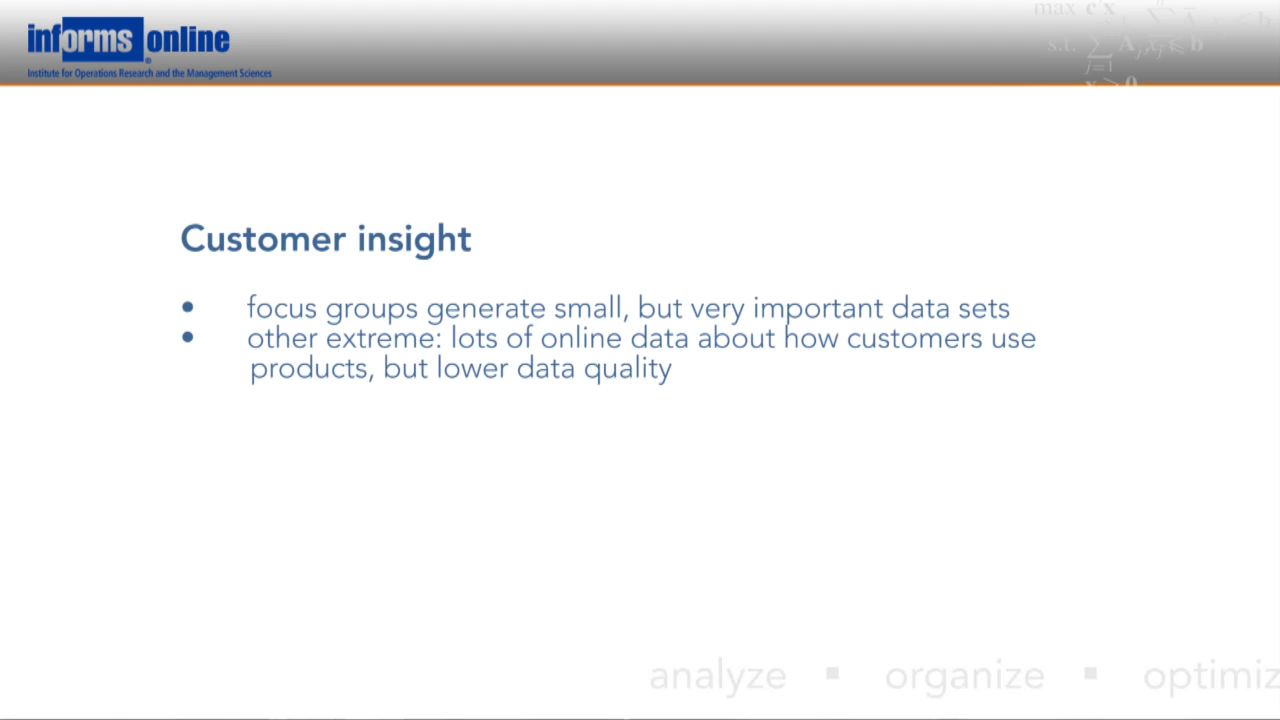 informs online
Institute for Operations Research and the Management Sciences
max c'x
s.t.
Customer insight
• focus groups generate small, but very important data sets
• other extreme: lots of online data about how customers use
products, but lower data quality
analyze ▪ organize ▪ optimiz